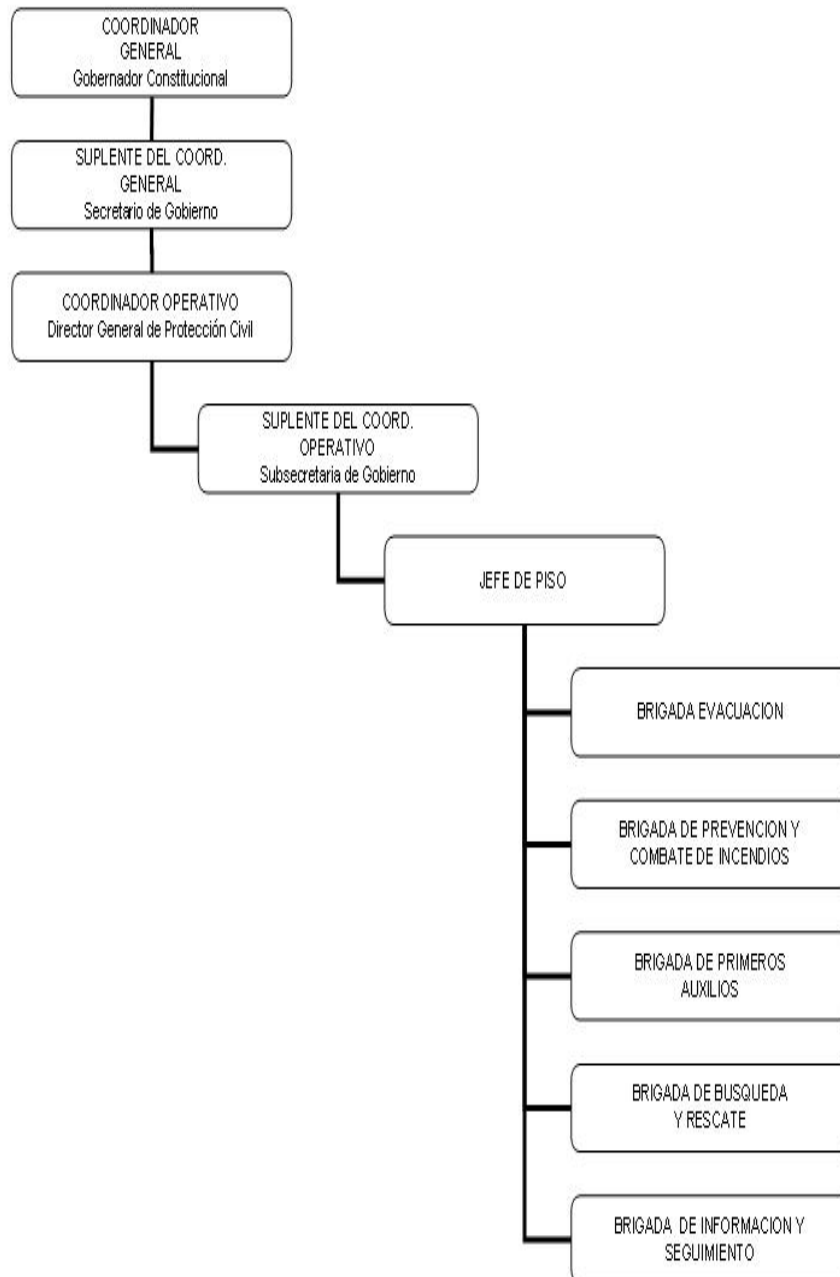 COORDINADOR
GENERAL
Gobernador Constitucional
SUPLENTE DEL COORD.
GENERAL
Secretario de Gobierno
COORDINADOR OPERATIVO
Director General de Protección Civil
SUPLENTE DEL COORD.
OPERATIVO
Subsecretaria de Gobierno
JEFE DE PISO
BRIGADA EVACUACION
BRIGADA DE PREVENCION Y
COMBATE DE INCENDIOS
BRIGADA DE PRIMEROS
AUXILIOS
BRIGADA DE BUSQUEDA
Y RESCATE
BRIGADA DE INFORMACION Y
SEGUIMIENTO